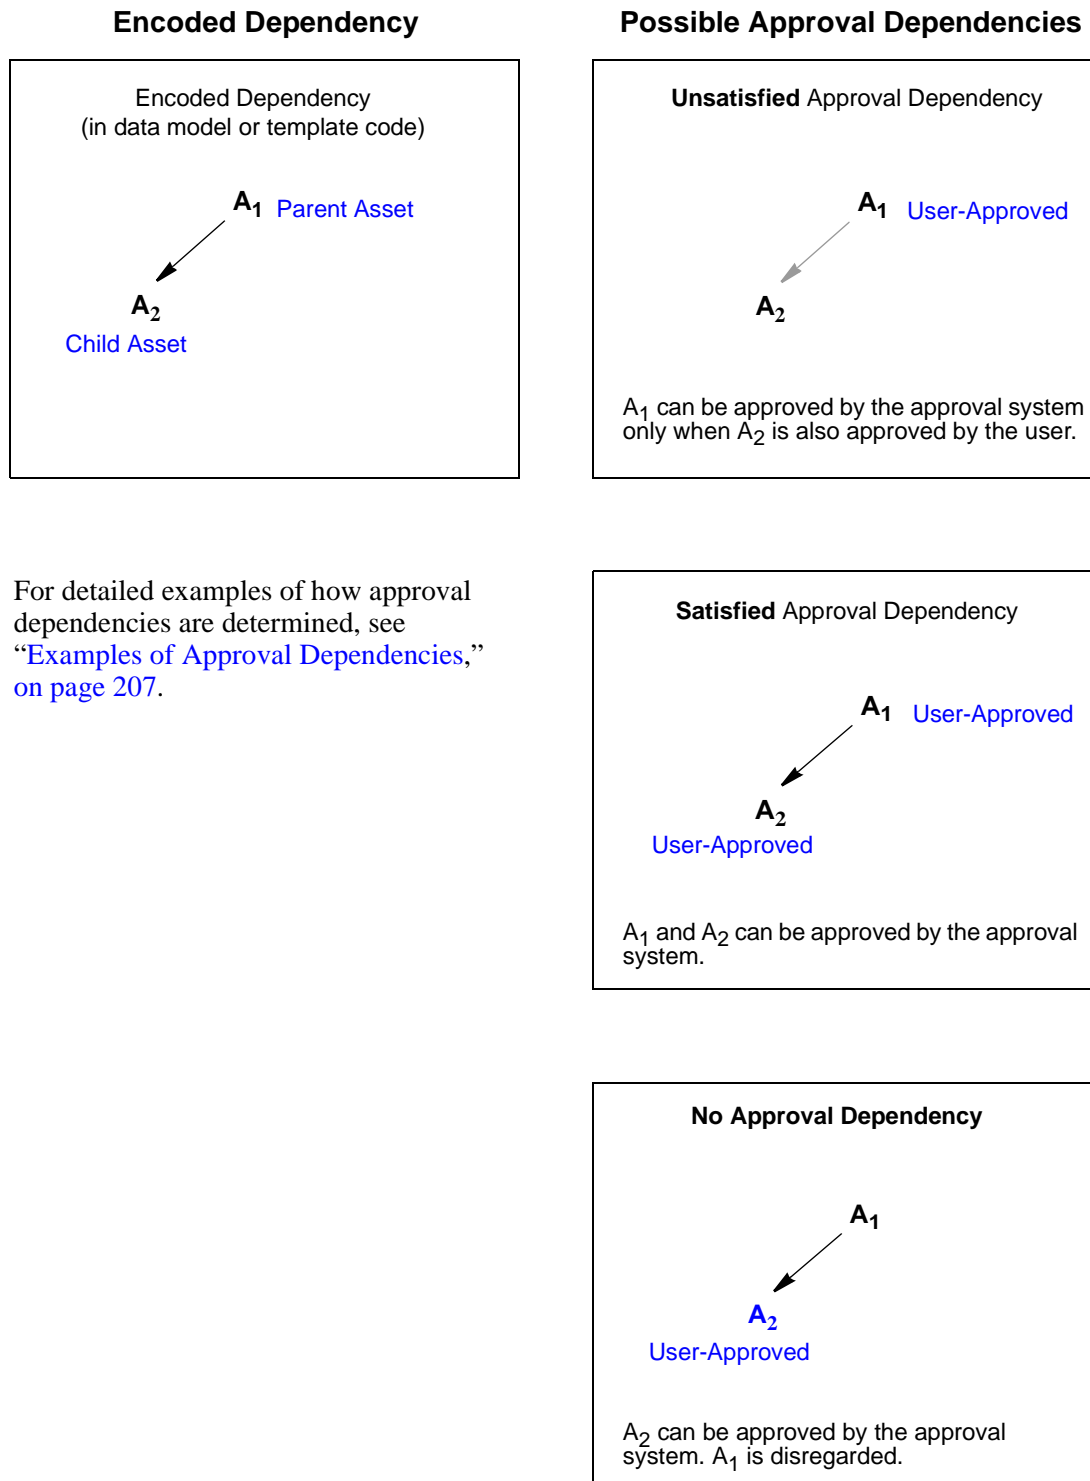 Encoded Dependency
Encoded Dependency
(in data model or template code)
A1 Parent Asset
A2
Child Asset
For detailed examples of how approval
dependencies are determined, see
“Examples of Approval Dependencies,”
on page 207.
Possible Approval Dependencies
Unsatisfied Approval Dependency
A1 User-Approved
A2
A1 can be approved by the approval system
only when A2 is also approved by the user.
Satisfied Approval Dependency
A1 User-Approved
A2
User-Approved
A1 and A2 can be approved by the approval
system.
No Approval Dependency
A1
A2
User-Approved
A2 can be approved by the approval
system. A1 is disregarded.